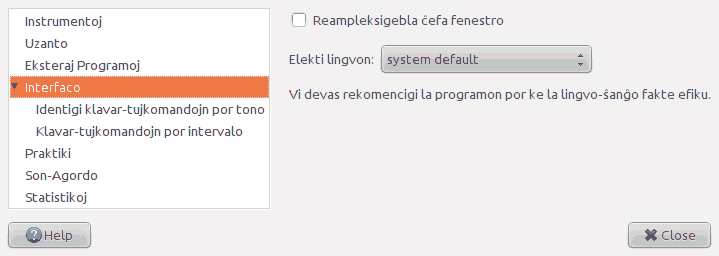 Instrumentoj
Uzanto
Eksteraj Programoj
Interfaco
Identigi klavar-tujkomandojn por tono
Klavar-tujkomandojn por intervalo
Praktiki
Son-Agordo
Statistikoj
Reampleksigebla ĉefa fenestro
Elekti lingvon: system default
Vi devas rekomencigi la programon por ke la lingvo-ŝanĝo fakte efiku.
Help
Close